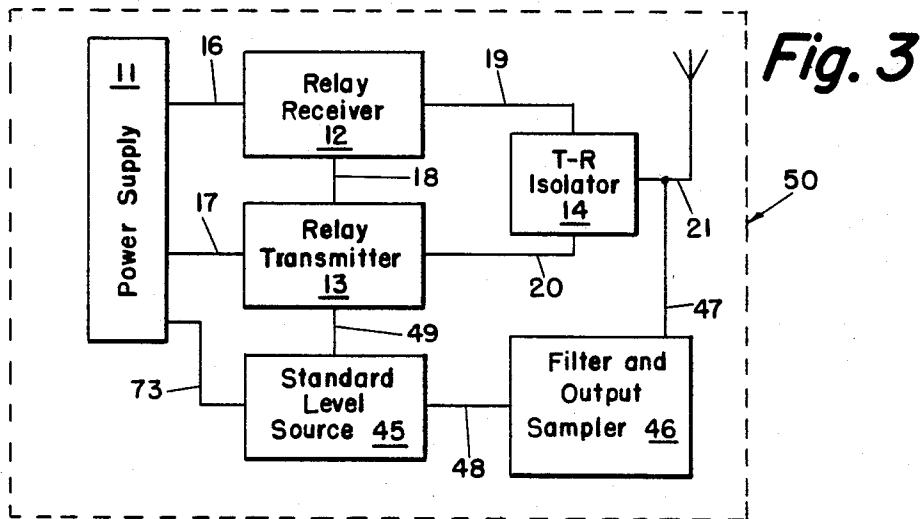 Fig. 3
11
Power Supply
16
Relay
Receiver
12
19
18
T-R
Isolator
14
50
21
17
Relay
Transmitter
13
20
49
47
73
Standard
Level
Source 45
48
Filter and
Output
Sampler 46